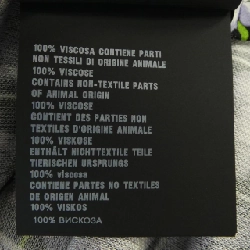 100% VISCOSA CONTIENE PARTI
NON TESSILI DI ORIGINE ANIMALE
100% VISCOSE
CONTAINS NON-TEXTILE PARTS
OF ANIMAL ORIGIN
100% VISCOSE
CONTIENT DES PARTIES NON
TEXTILES D'ORIGINE ANIMALE
100% VISKOSE
ENTHÄLT NICHTTEXTILE TEILE
TIERISCHEN URSPRUNGS
100% viscosa
CONTIENE PARTES NO TEXTILES
DE ORIGEN ANIMAL
100% VISKOS
100% ВИСКОЗА